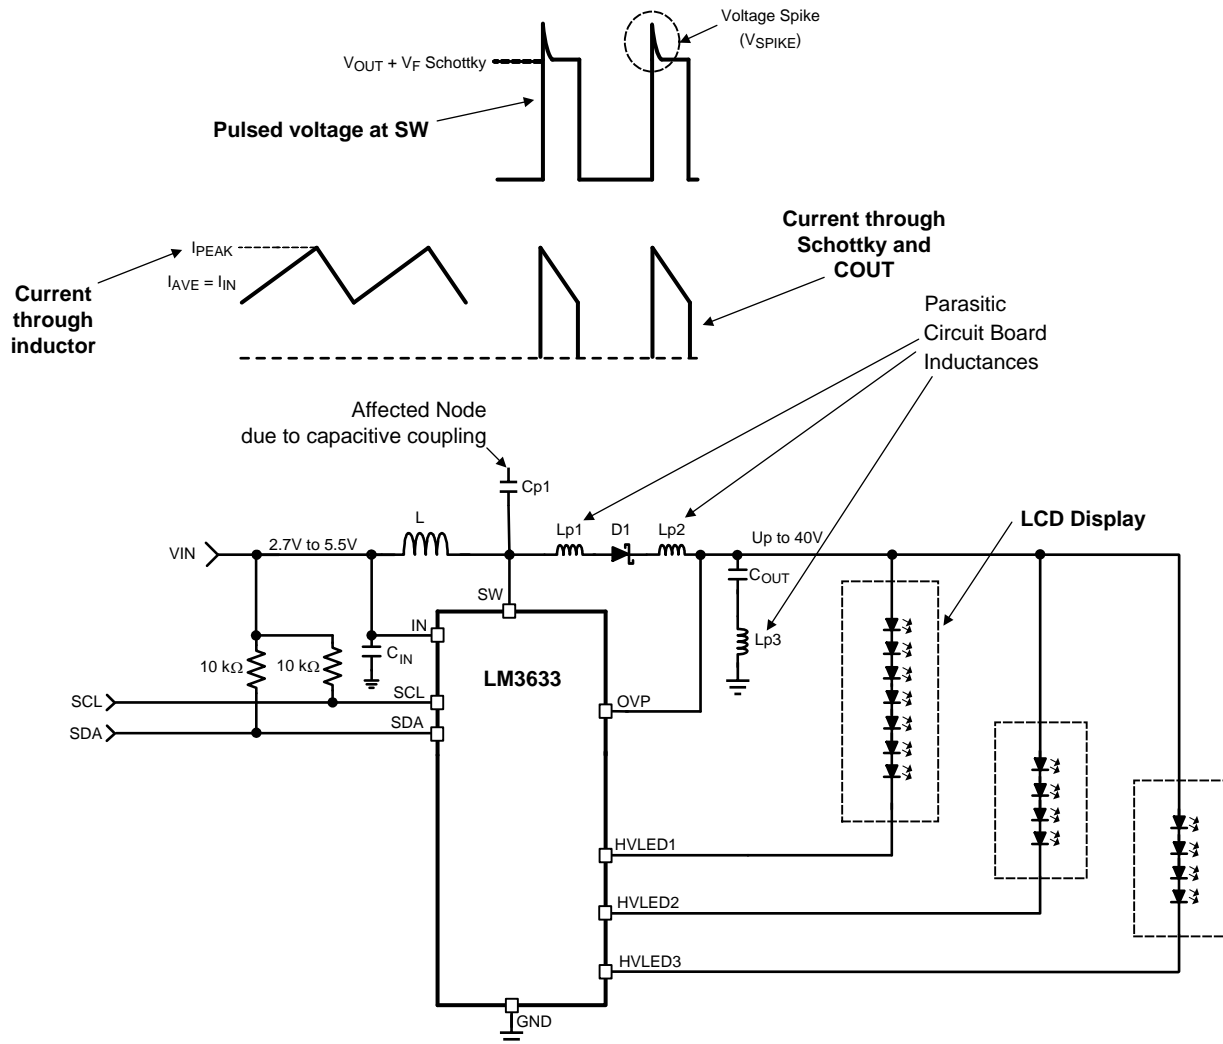 Voltage Spike
(VSPIKE)
VOUT + VF Schottky
Pulsed voltage at SW
Current through
Schottky and
COUT
IPEAK
IAVE = IIN
Current
through
inductor
Parasitic
Circuit Board
Inductances
Affected Node
due to capacitive coupling
Cp1
L
Lp1
D1
Lp2
LCD Display
VIN
2.7V to 5.5V
Up to 40V
COUT
SW
IN
CIN
Lp3
10 kΩ
10 kΩ
LM3633
SCL
SCL
OVP
SDA
SDA
HVLED1
HVLED2
HVLED3
GND